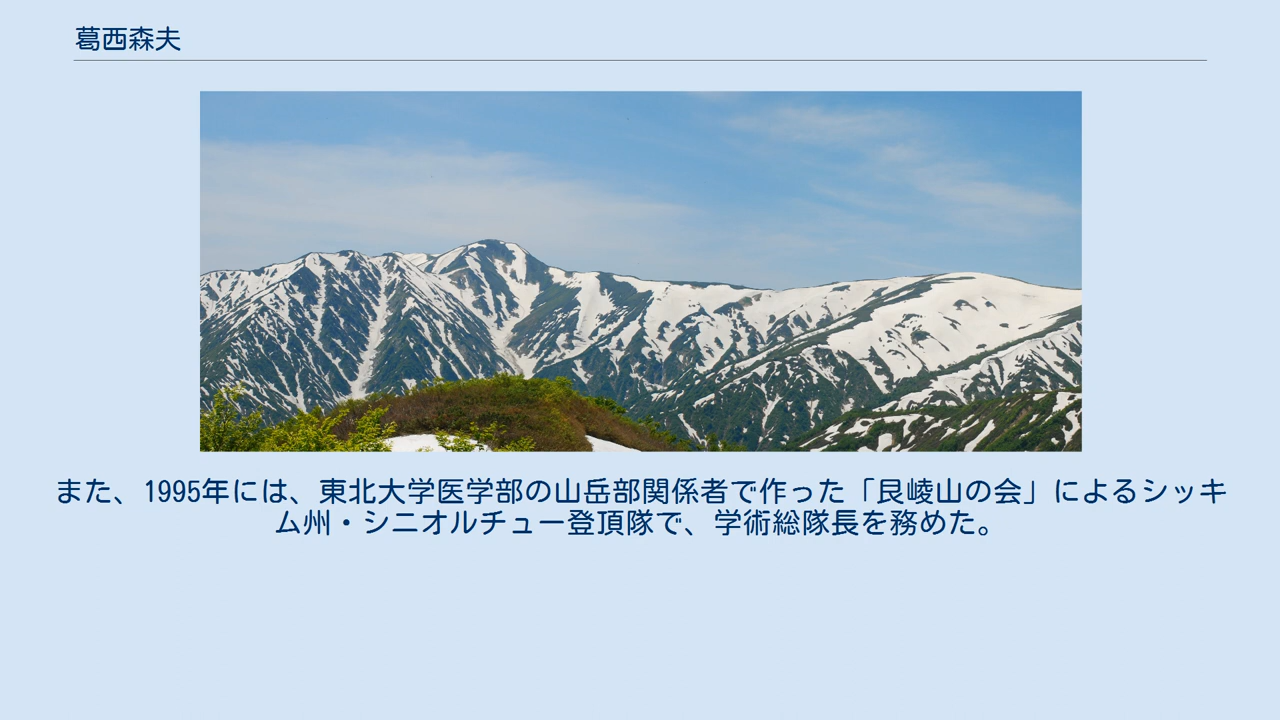 葛西森夫
また、1995年には、東北大学医学部の山岳部関係者で作った「艮崚山の会」によるシッキ
ム州・シニオルチュー登頂隊で、学術総隊長を務めた。